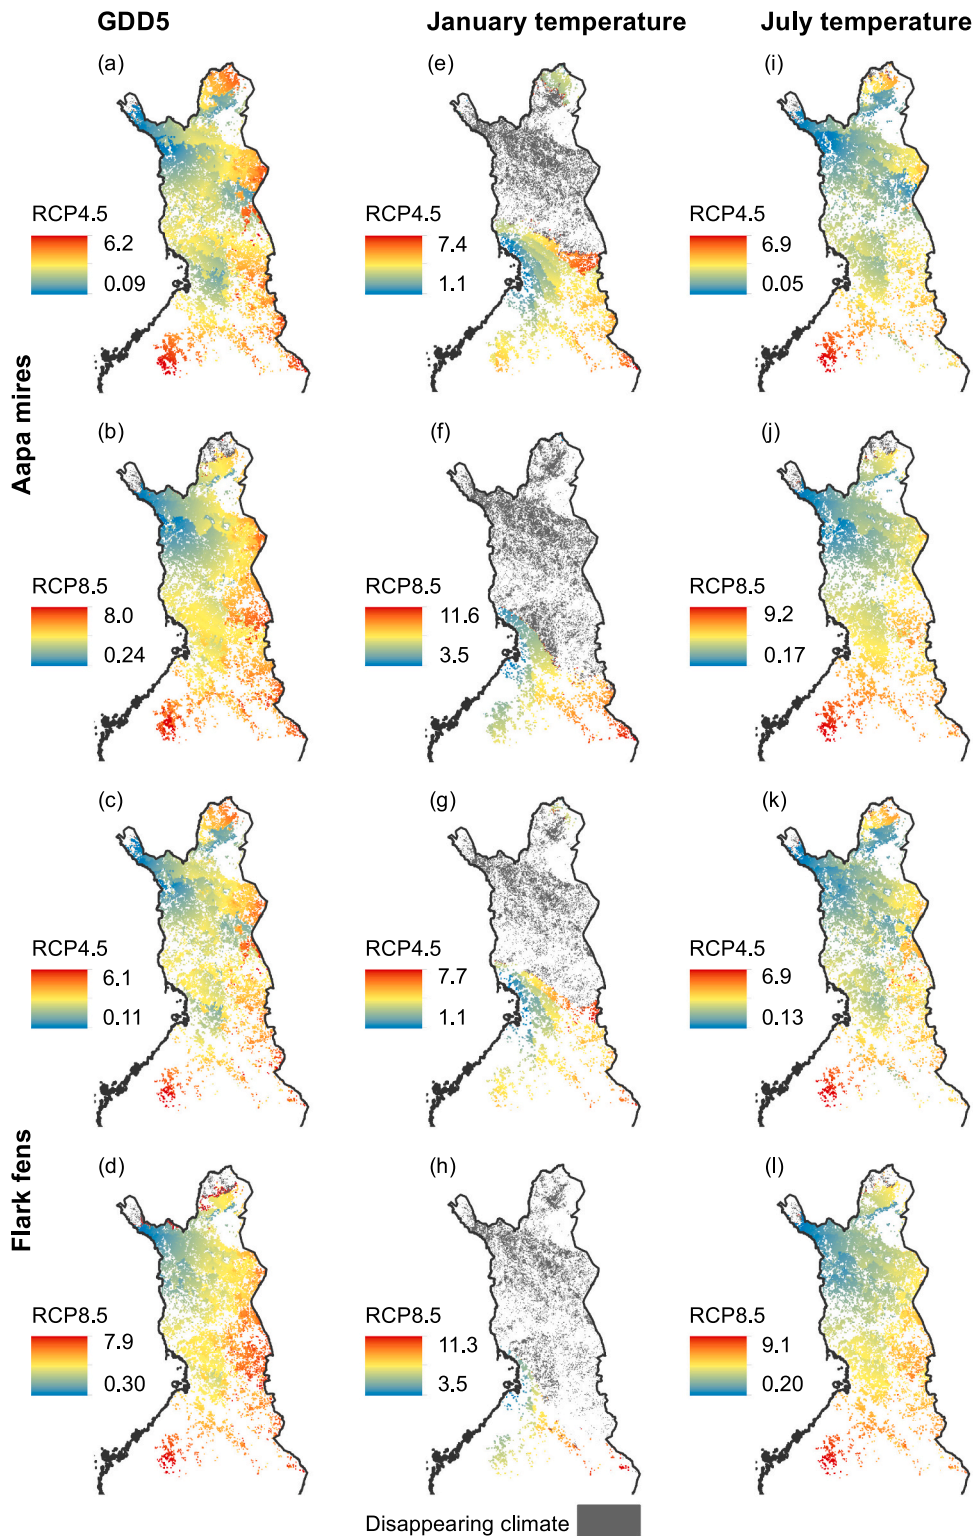 GDD5 January temperature July temperature
(a) (e) (i)
RCP4.5 RCP4.5 RCP4.5
6.2 7.4 6.9
0.09 1.1 0.05
Aapa mires
(b) (f) (j)
RCP8.5 RCP8.5 RCP8.5
8.0 11.6 9.2
0.24 3.5 0.17
(c) (g) (k)
RCP4.5 RCP4.5 RCP4.5
6.1 7.7 6.9
0.11 1.1 0.13
Flark fens
(d) (h) (l)
RCP8.5 RCP8.5 RCP8.5
7.9 11.3 9.1
0.30 3.5 0.20
Disappearing climate